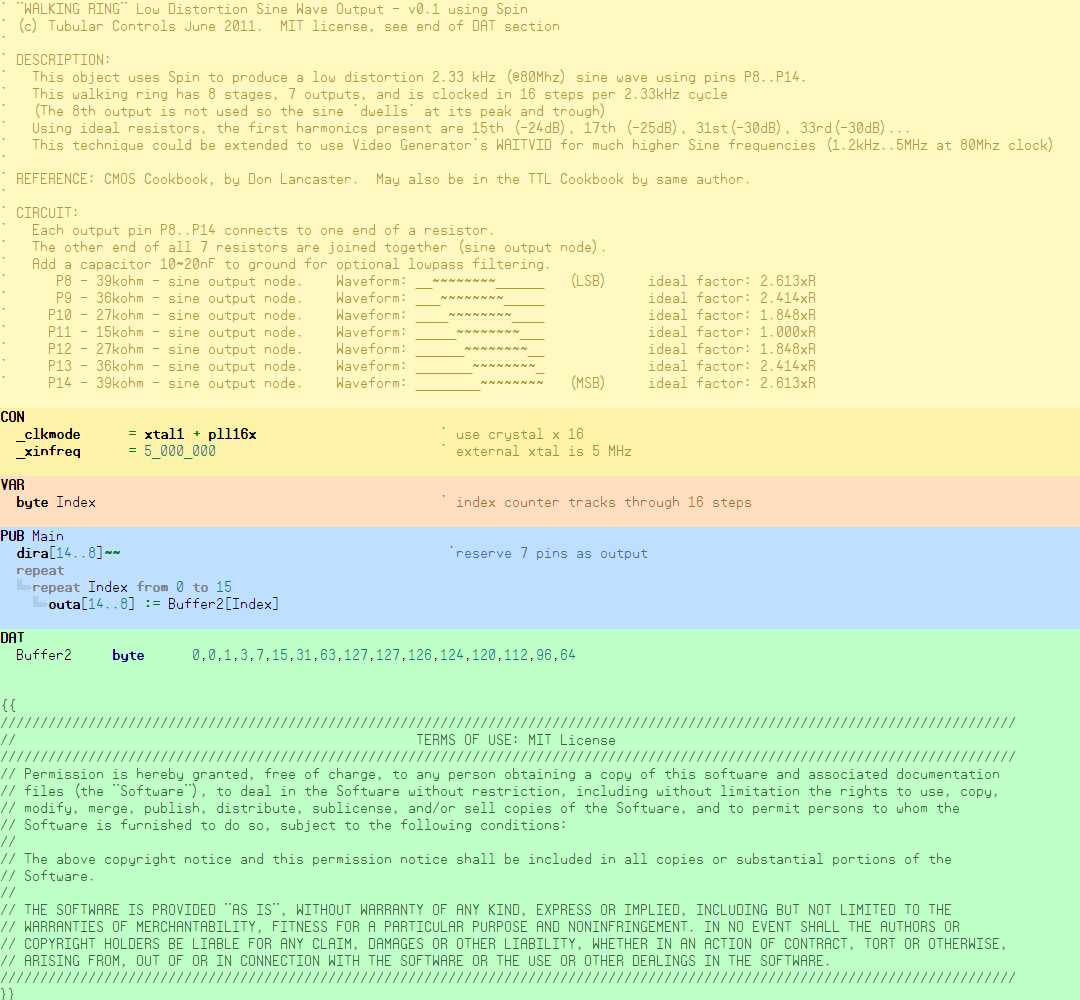 ' "WALKING RING" Low Distortion Sine Wave Output - v0.1 using Spin
' (c) Tubular Controls June 2011.  MIT license, see end of DAT section
'
' DESCRIPTION:
'   This object uses Spin to produce a low distortion 2.33 kHz (@80Mhz) sine wave using pins P8..P14.
'   This walking ring has 8 stages, 7 outputs, and is clocked in 16 steps per 2.33kHz cycle
'   (The 8th output is not used so the sine 'dwells' at its peak and trough)
'   Using ideal resistors, the first harmonics present are 15th (-24dB), 17th (-25dB), 31st(-30dB), 33rd(-30dB)...
'   This technique could be extended to use Video Generator's WAITVID for much higher Sine frequencies (1.2kHz..5MHz at 80Mhz clock)
'
' REFERENCE: CMOS Cookbook, by Don Lancaster.  May also be in the TTL Cookbook by same author.
'
' CIRCUIT:
'   Each output pin P8..P14 connects to one end of a resistor.
'   The other end of all 7 resistors are joined together (sine output node).
'   Add a capacitor 10~20nF to ground for optional lowpass filtering.
'      P8 - 39kohm - sine output node.    Waveform: __~~~~~~~~______   (LSB)     ideal factor: 2.613xR
'      P9 - 36kohm - sine output node.    Waveform: ___~~~~~~~~_____             ideal factor: 2.414xR
'     P10 - 27kohm - sine output node.    Waveform: ____~~~~~~~~____             ideal factor: 1.848xR
'     P11 - 15kohm - sine output node.    Waveform: _____~~~~~~~~___             ideal factor: 1.000xR
'     P12 - 27kohm - sine output node.    Waveform: ______~~~~~~~~__             ideal factor: 1.848xR
'     P13 - 36kohm - sine output node.    Waveform: _______~~~~~~~~_             ideal factor: 2.414xR
'     P14 - 39kohm - sine output node.    Waveform: ________~~~~~~~~   (MSB)     ideal factor: 2.613xR
CON
  _clkmode      = xtal1 + pll16x                       ' use crystal x 16
  _xinfreq      = 5_000_000                            ' external xtal is 5 MHz
VAR
  byte Index                                           ' index counter tracks through 16 steps
PUB Main
  dira[14..8]~~                                         'reserve 7 pins as output
  repeat
    repeat Index from 0 to 15
      outa[14..8] := Buffer2[Index]
DAT
  Buffer2     byte      0,0,1,3,7,15,31,63,127,127,126,124,120,112,96,64
{{
///////////////////////////////////////////////////////////////////////////////////////////////////////////////////////////////
//                                                  TERMS OF USE: MIT License
///////////////////////////////////////////////////////////////////////////////////////////////////////////////////////////////
// Permission is hereby granted, free of charge, to any person obtaining a copy of this software and associated documentation
// files (the "Software"), to deal in the Software without restriction, including without limitation the rights to use, copy,
// modify, merge, publish, distribute, sublicense, and/or sell copies of the Software, and to permit persons to whom the
// Software is furnished to do so, subject to the following conditions:
//
// The above copyright notice and this permission notice shall be included in all copies or substantial portions of the
// Software.
//
// THE SOFTWARE IS PROVIDED "AS IS", WITHOUT WARRANTY OF ANY KIND, EXPRESS OR IMPLIED, INCLUDING BUT NOT LIMITED TO THE
// WARRANTIES OF MERCHANTABILITY, FITNESS FOR A PARTICULAR PURPOSE AND NONINFRINGEMENT. IN NO EVENT SHALL THE AUTHORS OR
// COPYRIGHT HOLDERS BE LIABLE FOR ANY CLAIM, DAMAGES OR OTHER LIABILITY, WHETHER IN AN ACTION OF CONTRACT, TORT OR OTHERWISE,
// ARISING FROM, OUT OF OR IN CONNECTION WITH THE SOFTWARE OR THE USE OR OTHER DEALINGS IN THE SOFTWARE.
///////////////////////////////////////////////////////////////////////////////////////////////////////////////////////////////
}}